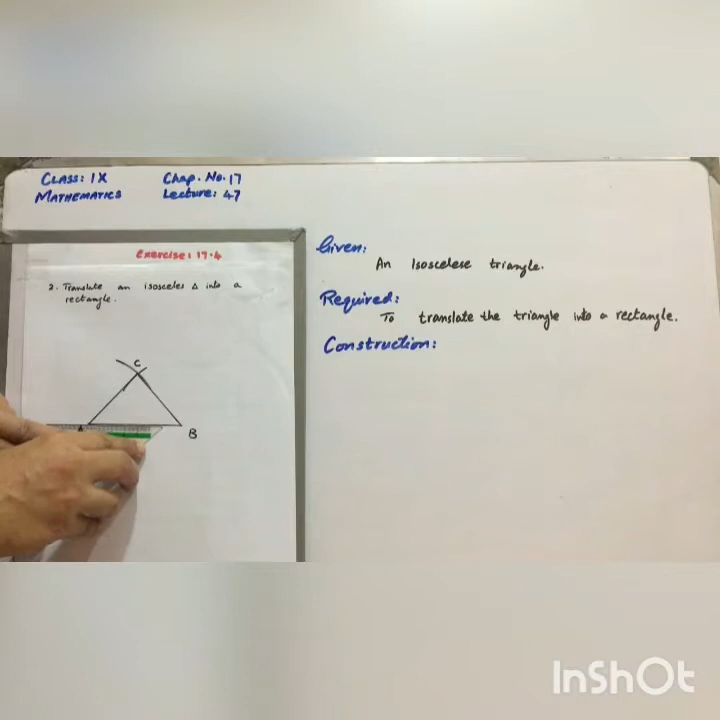 CLASS: IX Chap. No. 17
MATHEMATICS Lecture: 47
Exercise: 17.4
2. Translate an isosceles Δ into a
rectangle.
C
A
B
Given:
An Isoscelese triangle.
Required:
To translate the triangle into a rectangle.
Construction:
InShOt